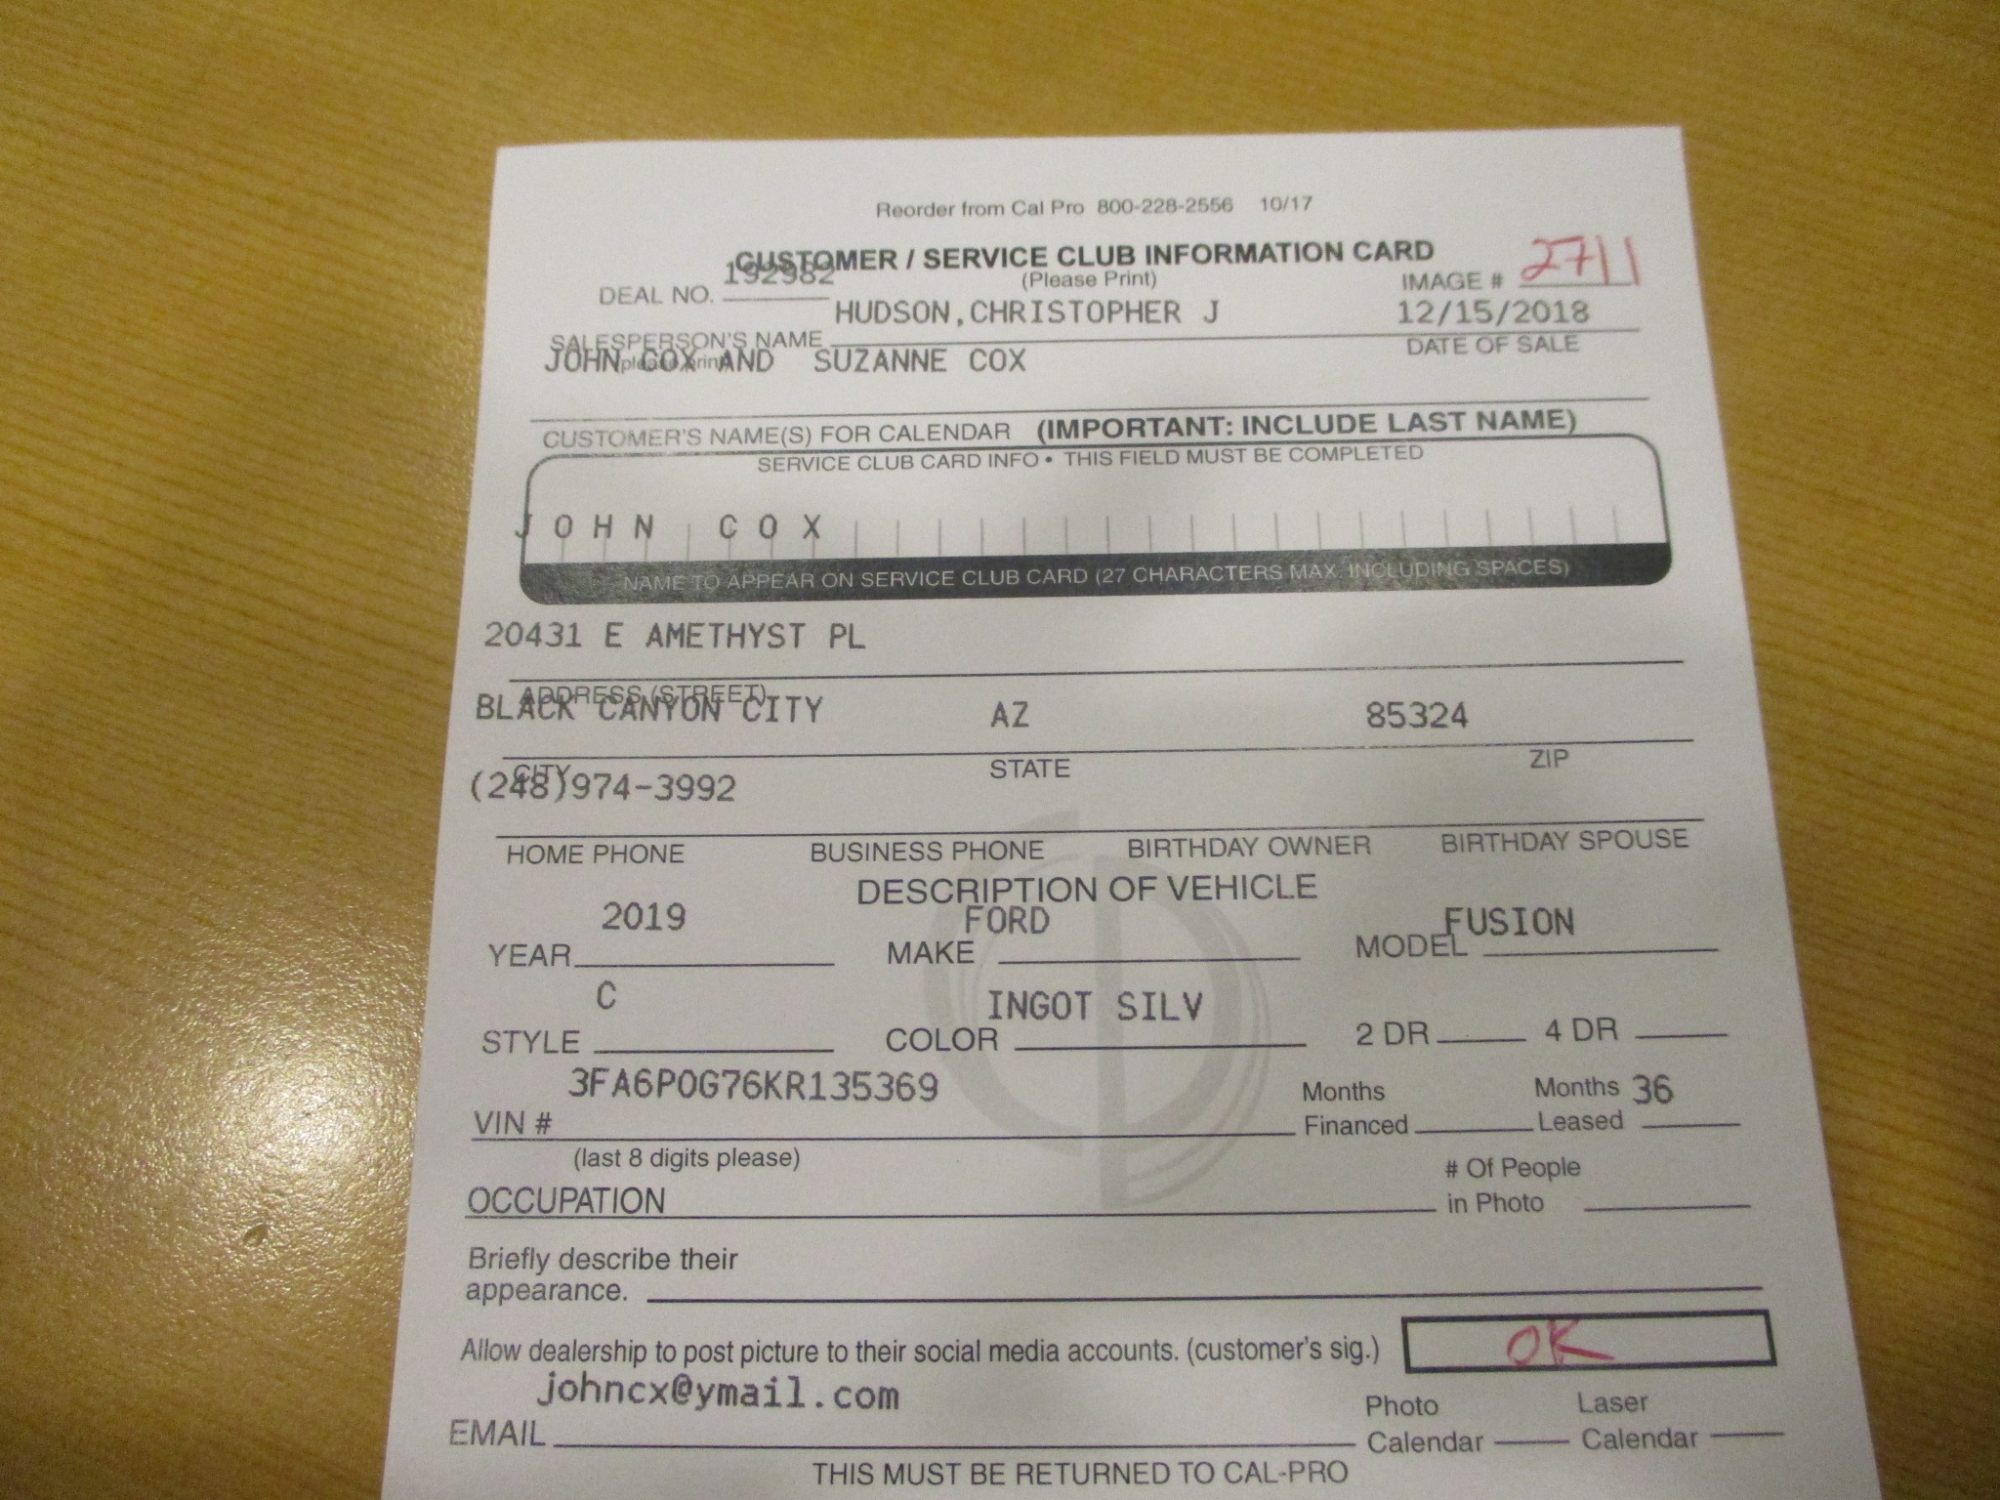 Reorder from Cal Pro 800-228-2556 10/17
CUSTOMER / SERVICE CLUB INFORMATION CARD
(Please Print)
DEAL NO. 192982
IMAGE # 2711
HUDSON,CHRISTOPHER J 12/15/2018
SALESPERSON'S NAME DATE OF SALE
(please print)
JOHN COX AND SUZANNE COX
CUSTOMER'S NAME(S) FOR CALENDAR (IMPORTANT: INCLUDE LAST NAME)
SERVICE CLUB CARD INFO • THIS FIELD MUST BE COMPLETED
JOHN COX
NAME TO APPEAR ON SERVICE CLUB CARD (27 CHARACTERS MAX. INCLUDING SPACES)
20431 E AMETHYST PL
ADDRESS (STREET)
BLACK CANYON CITY AZ 85324
CITY STATE ZIP
(248)974-3992
HOME PHONE BUSINESS PHONE BIRTHDAY OWNER BIRTHDAY SPOUSE
DESCRIPTION OF VEHICLE
2019 FORD FUSION
YEAR MAKE MODEL
C INGOT SILV
STYLE COLOR 2 DR 4 DR
3FA6P0G76KR135369
VIN # Months Financed Months Leased 36
(last 8 digits please)
OCCUPATION # Of People in Photo
Briefly describe their
appearance.
Allow dealership to post picture to their social media accounts. (customer's sig.) OK
johncx@ymail.com
EMAIL Photo Calendar Laser Calendar
THIS MUST BE RETURNED TO CAL-PRO